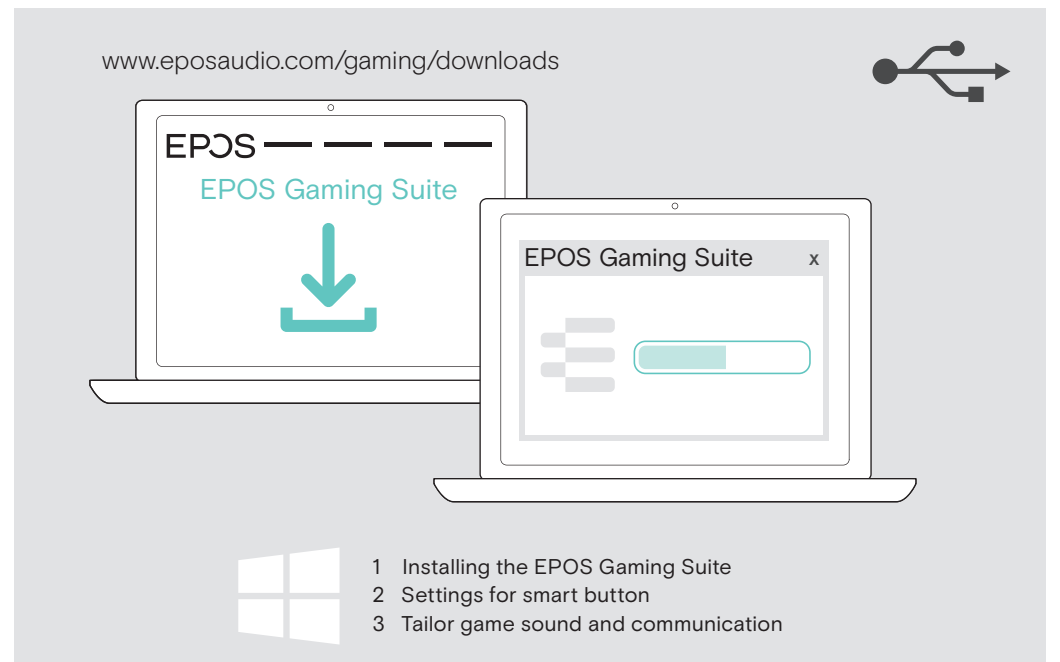 www.eposaudio.com/gaming/downloads
EPOS
EPOS Gaming Suite
EPOS Gaming Suite x
1 Installing the EPOS Gaming Suite
2 Settings for smart button
3 Tailor game sound and communication